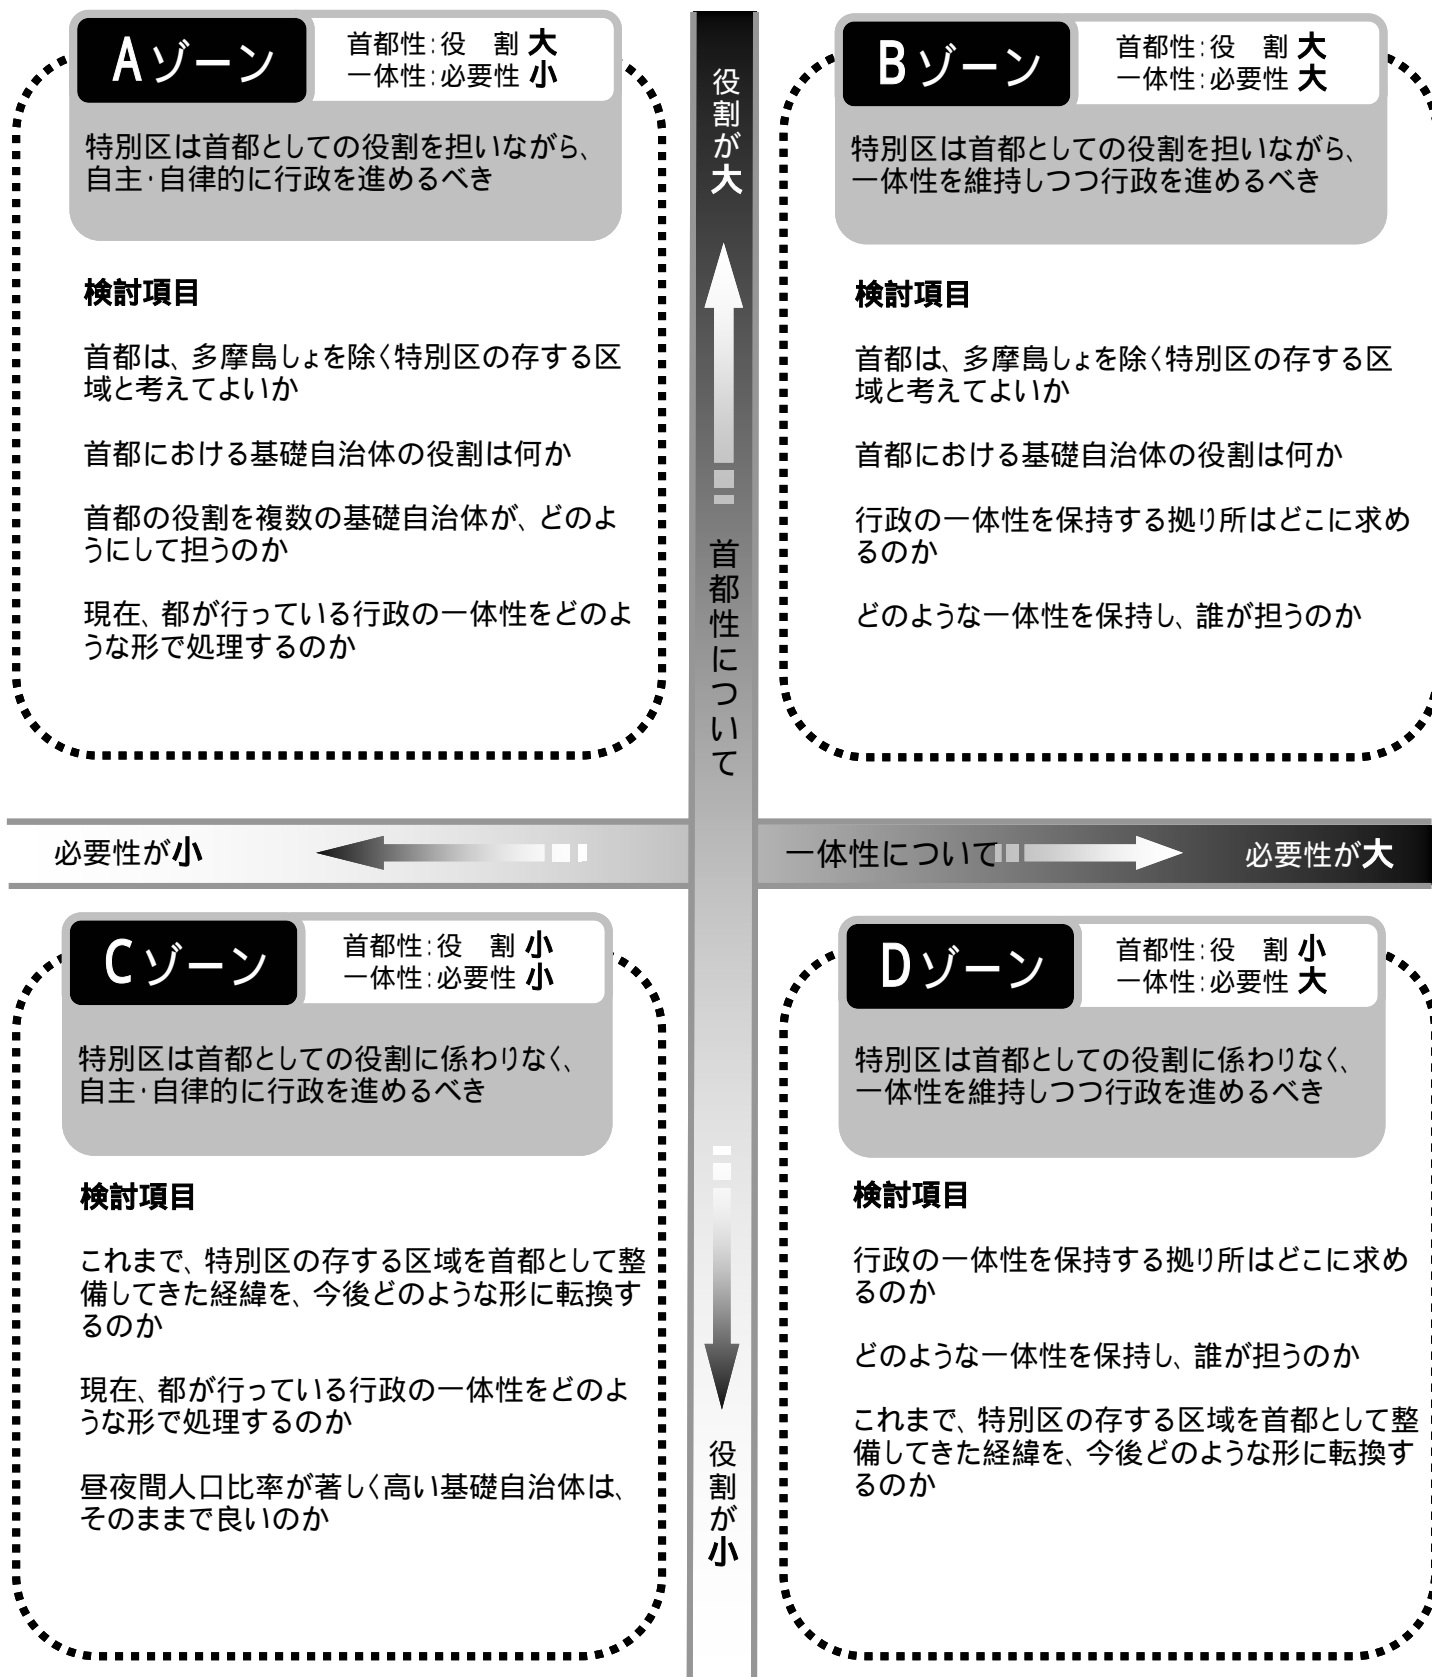 Aゾーン
首都性:役　割 大
一体性:必要性 小
特別区は首都としての役割を担いながら、
自主・自律的に行政を進めるべき
検討項目
首都は、多摩島しょを除く特別区の存する区
域と考えてよいか
首都における基礎自治体の役割は何か
首都の役割を複数の基礎自治体が、どのよ
うにして担うのか
現在、都が行っている行政の一体性をどのよ
うな形で処理するのか
役割が大
首都性について
Bゾーン
首都性:役　割 大
一体性:必要性 大
特別区は首都としての役割を担いながら、
一体性を維持しつつ行政を進めるべき
検討項目
首都は、多摩島しょを除く特別区の存する区
域と考えてよいか
首都における基礎自治体の役割は何か
行政の一体性を保持する拠り所はどこに求め
るのか
どのような一体性を保持し、誰が担うのか
必要性が小
一体性について
必要性が大
Cゾーン
首都性:役　割 小
一体性:必要性 小
特別区は首都としての役割に係わりなく、
自主・自律的に行政を進めるべき
検討項目
これまで、特別区の存する区域を首都として整
備してきた経緯を、今後どのような形に転換す
るのか
現在、都が行っている行政の一体性をどのよ
うな形で処理するのか
昼夜間人口比率が著しく高い基礎自治体は、
そのままで良いのか
役割が小
Dゾーン
首都性:役　割 小
一体性:必要性 大
特別区は首都としての役割に係わりなく、
一体性を維持しつつ行政を進めるべき
検討項目
行政の一体性を保持する拠り所はどこに求め
るのか
どのような一体性を保持し、誰が担うのか
これまで、特別区の存する区域を首都として整
備してきた経緯を、今後どのような形に転換す
るのか